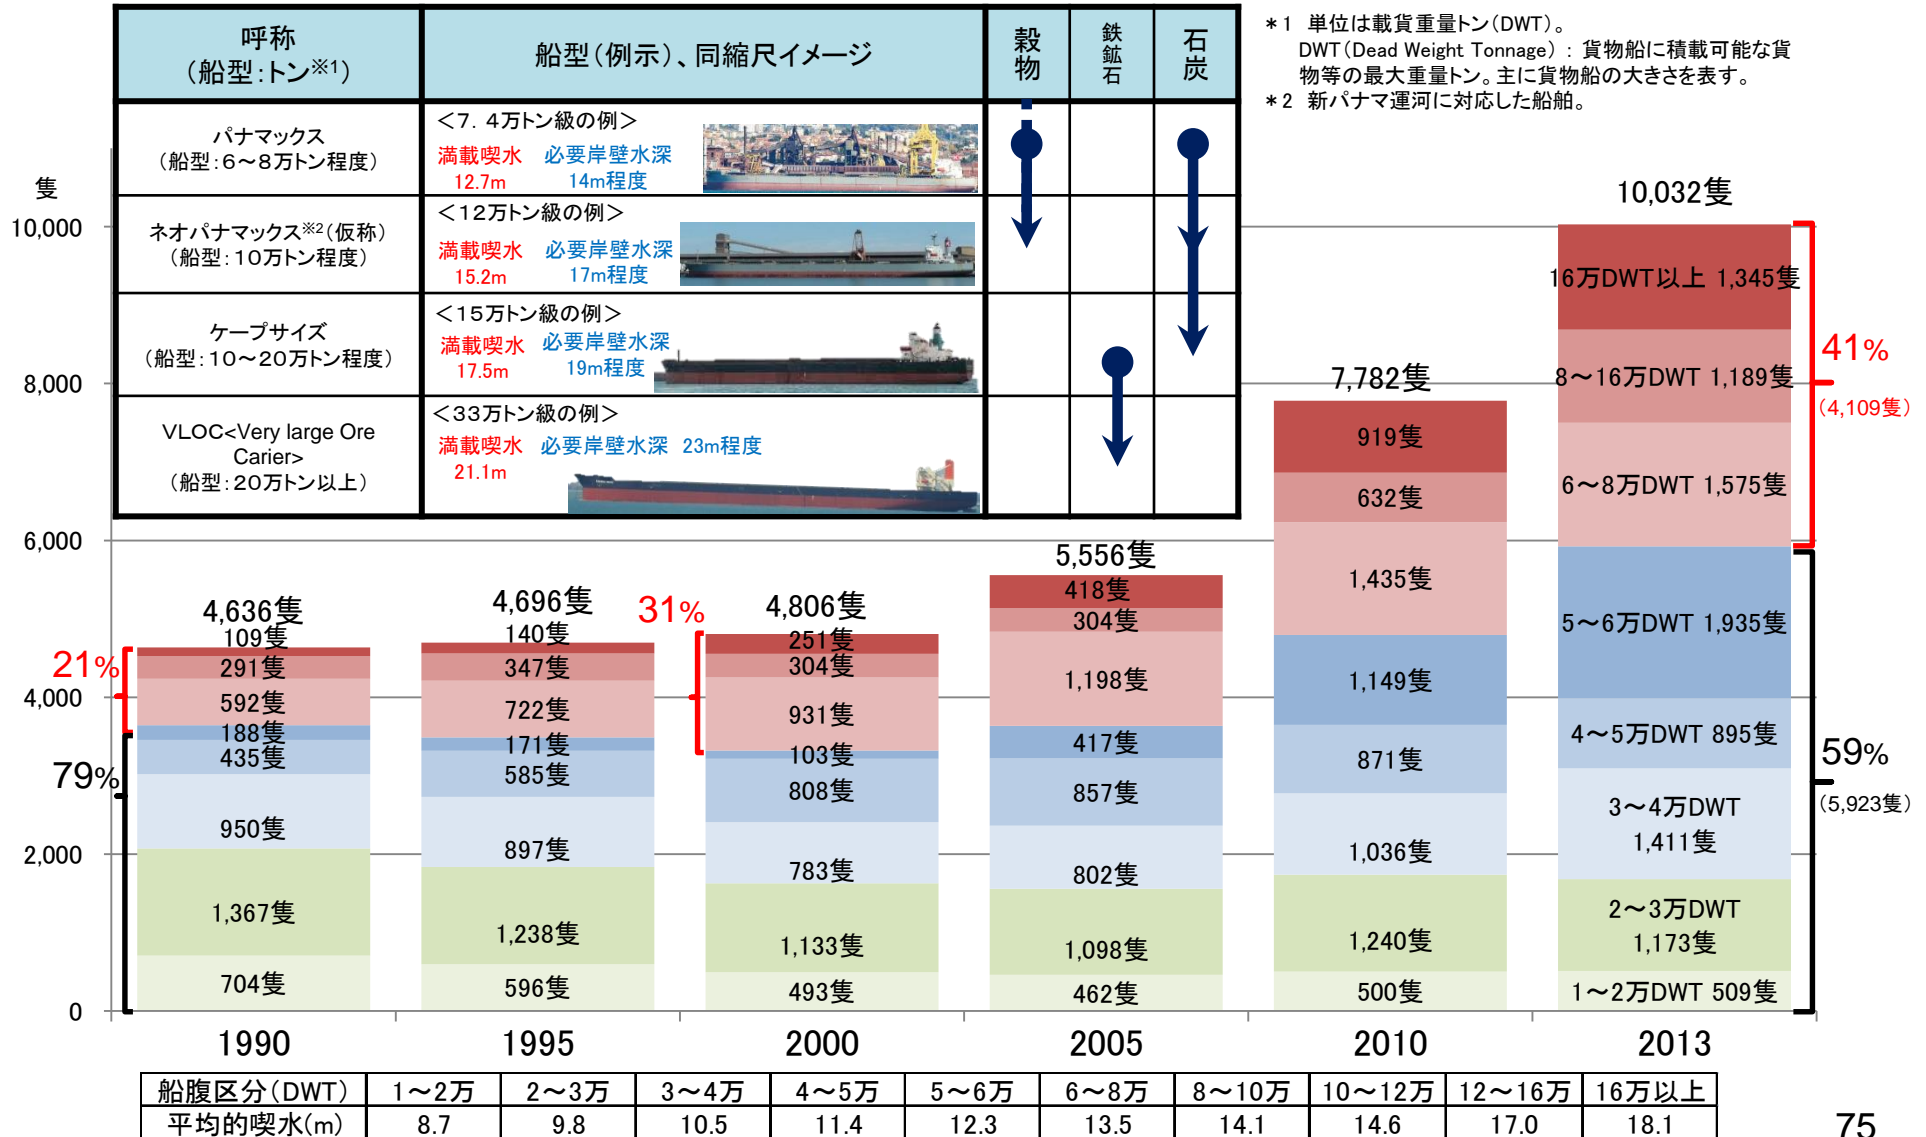 呼称
（船型：トン※1）
船型（例示）、同縮尺イメージ
穀物
鉄鉱石
石炭
＊1 単位は載貨重量トン（DWT）。
DWT（Dead Weight Tonnage）：貨物船に積載可能な貨
物等の最大重量トン。主に貨物船の大きさを表す。
＊2 新パナマ運河に対応した船舶。
パナマックス
（船型：6～8万トン程度）
＜7．4万トン級の例＞
満載喫水 必要岸壁水深
12.7m 14m程度
ネオパナマックス※2（仮称）
（船型：10万トン程度）
＜12万トン級の例＞
満載喫水 必要岸壁水深
15.2m 17m程度
ケープサイズ
（船型：10～20万トン程度）
＜15万トン級の例＞
満載喫水 必要岸壁水深
17.5m 19m程度
VLOC<Very large Ore
Carier>
（船型：20万トン以上）
＜33万トン級の例＞
満載喫水 必要岸壁水深 23m程度
21.1m
隻
10,000
8,000
6,000
4,000
2,000
0
4,636隻
109隻
291隻
592隻
188隻
435隻
950隻
1,367隻
704隻
21%
79%
4,696隻
140隻
347隻
722隻
171隻
585隻
897隻
1,238隻
596隻
31%
4,806隻
251隻
304隻
931隻
103隻
808隻
783隻
1,133隻
493隻
5,556隻
418隻
304隻
1,198隻
417隻
857隻
802隻
1,098隻
462隻
7,782隻
919隻
632隻
1,435隻
1,149隻
871隻
1,036隻
1,240隻
500隻
10,032隻
16万DWT以上 1,345隻
8～16万DWT 1,189隻
6～8万DWT 1,575隻
5～6万DWT 1,935隻
4～5万DWT 895隻
3～4万DWT
1,411隻
2～3万DWT
1,173隻
1～2万DWT 509隻
41%
（4,109隻）
59%
（5,923隻）
1990 1995 2000 2005 2010 2013
船腹区分（DWT） 1～2万 2～3万 3～4万 4～5万 5～6万 6～8万 8～10万 10～12万 12～16万 16万以上
平均的喫水（m） 8.7 9.8 10.5 11.4 12.3 13.5 14.1 14.6 17.0 18.1
75